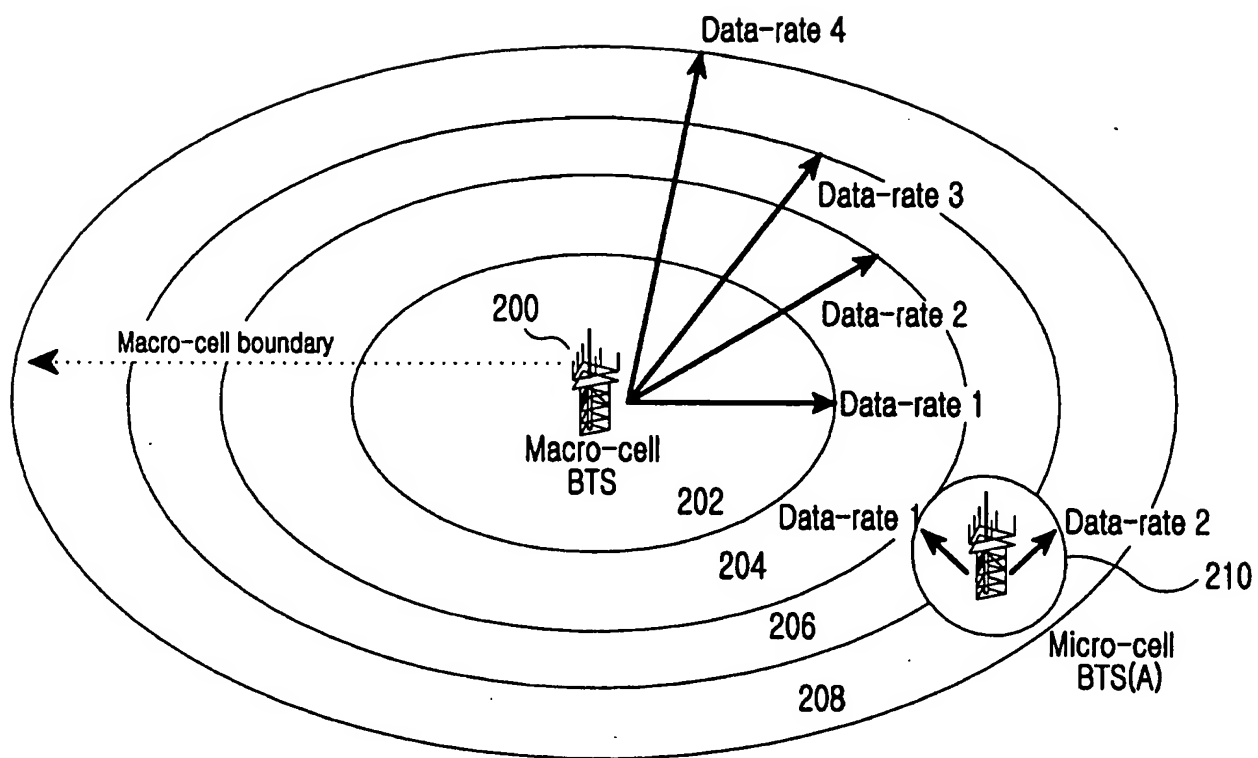 Data-rate 4
Data-rate 3
200
Data-rate 2
Macro-cell boundary
Data-rate 1
Macro-cell
BTS
202
Data-rate 1
Data-rate 2
204
210
206
Micro-cell
BTS(A)
208